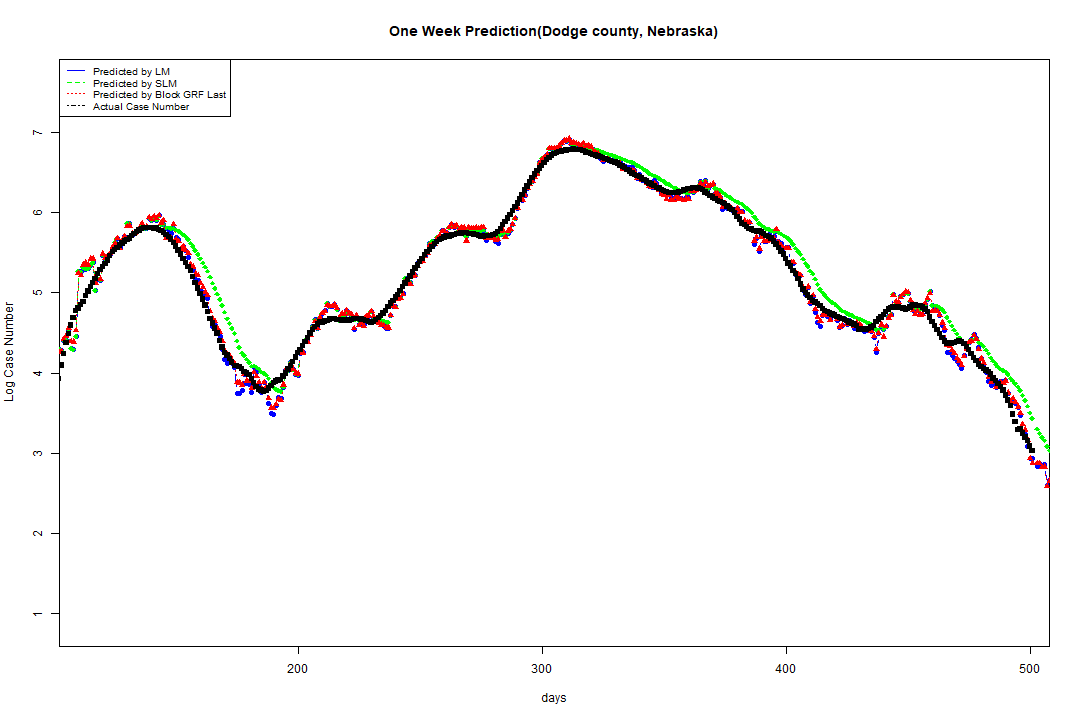 One Week Prediction(Dodge county, Nebraska)
Predicted by LM
Predicted by SLM
Predicted by Block GRF Last
Actual Case Number
7
6
5
4
3
2
1
Log Case Number
200 300 400 500
days